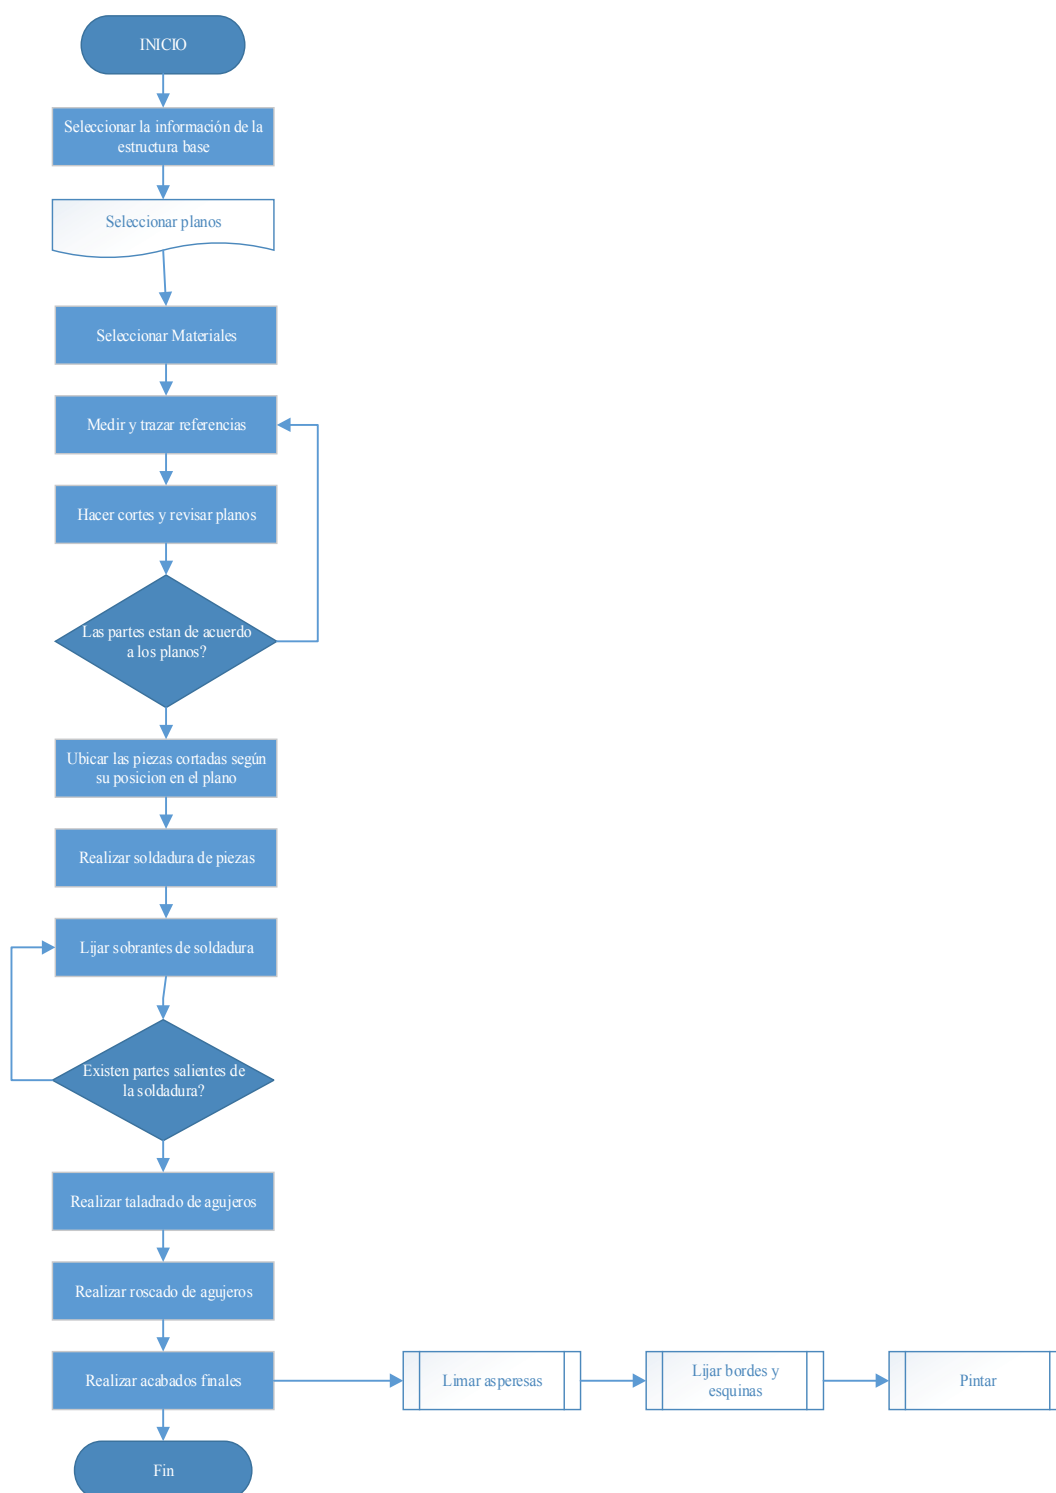 INICIO
Seleccionar la información de la
estructura base
Seleccionar planos
Seleccionar Materiales
Medir y trazar referencias
Hacer cortes y revisar planos
Las partes estan de acuerdo
a los planos?
Ubicar las piezas cortadas según
su posicion en el plano
Realizar soldadura de piezas
Lijar sobrantes de soldadura
Existen partes salientes de
la soldadura?
Realizar taladrado de agujeros
Realizar roscado de agujeros
Realizar acabados finales
Limar asperesas
Lijar bordes y
esquinas
Pintar
Fin